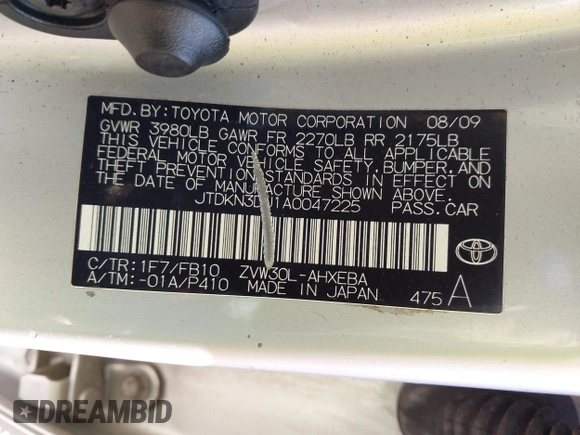 MFD.BY:TOYOTA MOTOR CORPORATION 08/09
GVWR 3980LB GAWR FR 2270LB RR 2175LB
THIS VEHICLE CONFORMS TO ALL APPLICABLE
FEDERAL MOTOR VEHICLE SAFETY,BUMPER,AND
THEFT PREVENTION STANDARDS IN EFFECT ON
THE DATE OF MANUFACTURE SHOWN ABOVE.
PASS.CAR
C/TR:1F7/FB10 ZVW30L-AHXEBA
A/TM:-01A/P410 MADE IN JAPAN 475 A
DREAMBID